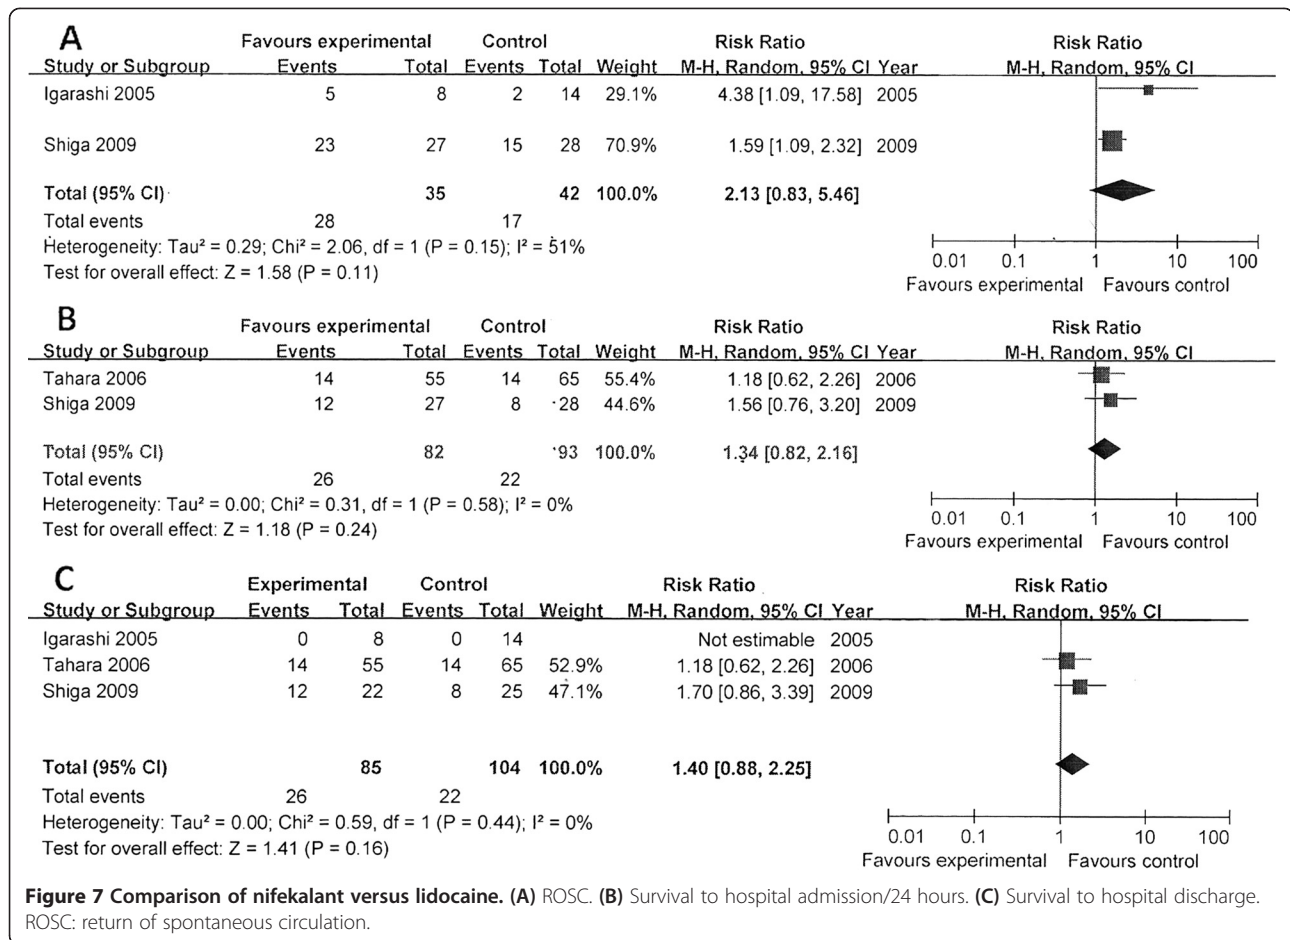 A
Favours experimental Control Risk Ratio Risk Ratio
Study or Subgroup Events Total Events Total Weight M-H, Random, 95% CI Year M-H, Random, 95% CI
Igarashi 2005 5 8 2 14 29.1% 4.38 [1.09, 17.58] 2005
Shiga 2009 23 27 15 28 70.9% 1.59 [1.09, 2.32] 2009
Total (95% CI) 35 42 100.0% 2.13 [0.83, 5.46]
Total events 28 17
Heterogeneity: Tau² = 0.29; Chi² = 2.06, df = 1 (P = 0.15); I² = 51%
Test for overall effect: Z = 1.58 (P = 0.11)
0.01 0.1 1 10 100
Favours experimental Favours control
B
Favours experimental Control Risk Ratio Risk Ratio
Study or Subgroup Events Total Events Total Weight M-H, Random, 95% CI Year M-H, Random, 95% CI
Tahara 2006 14 55 14 65 55.4% 1.18 [0.62, 2.26] 2006
Shiga 2009 12 27 8 28 44.6% 1.56 [0.76, 3.20] 2009
Total (95% CI) 82 93 100.0% 1.34 [0.82, 2.16]
Total events 26 22
Heterogeneity: Tau² = 0.00; Chi² = 0.31, df = 1 (P = 0.58); I² = 0%
Test for overall effect: Z = 1.18 (P = 0.24)
0.01 0.1 1 10 100
Favours experimental Favours control
C
Experimental Control Risk Ratio Risk Ratio
Study or Subgroup Events Total Events Total Weight M-H, Random, 95% CI Year M-H, Random, 95% CI
Igarashi 2005 0 8 0 14 Not estimable 2005
Tahara 2006 14 55 14 65 52.9% 1.18 [0.62, 2.26] 2006
Shiga 2009 12 22 8 25 47.1% 1.70 [0.86, 3.39] 2009
Total (95% CI) 85 104 100.0% 1.40 [0.88, 2.25]
Total events 26 22
Heterogeneity: Tau² = 0.00; Chi² = 0.59, df = 1 (P = 0.44); I² = 0%
Test for overall effect: Z = 1.41 (P = 0.16)
0.01 0.1 1 10 100
Favours experimental Favours control
Figure 7 Comparison of nifekalant versus lidocaine. (A) ROSC. (B) Survival to hospital admission/24 hours. (C) Survival to hospital discharge.
ROSC: return of spontaneous circulation.